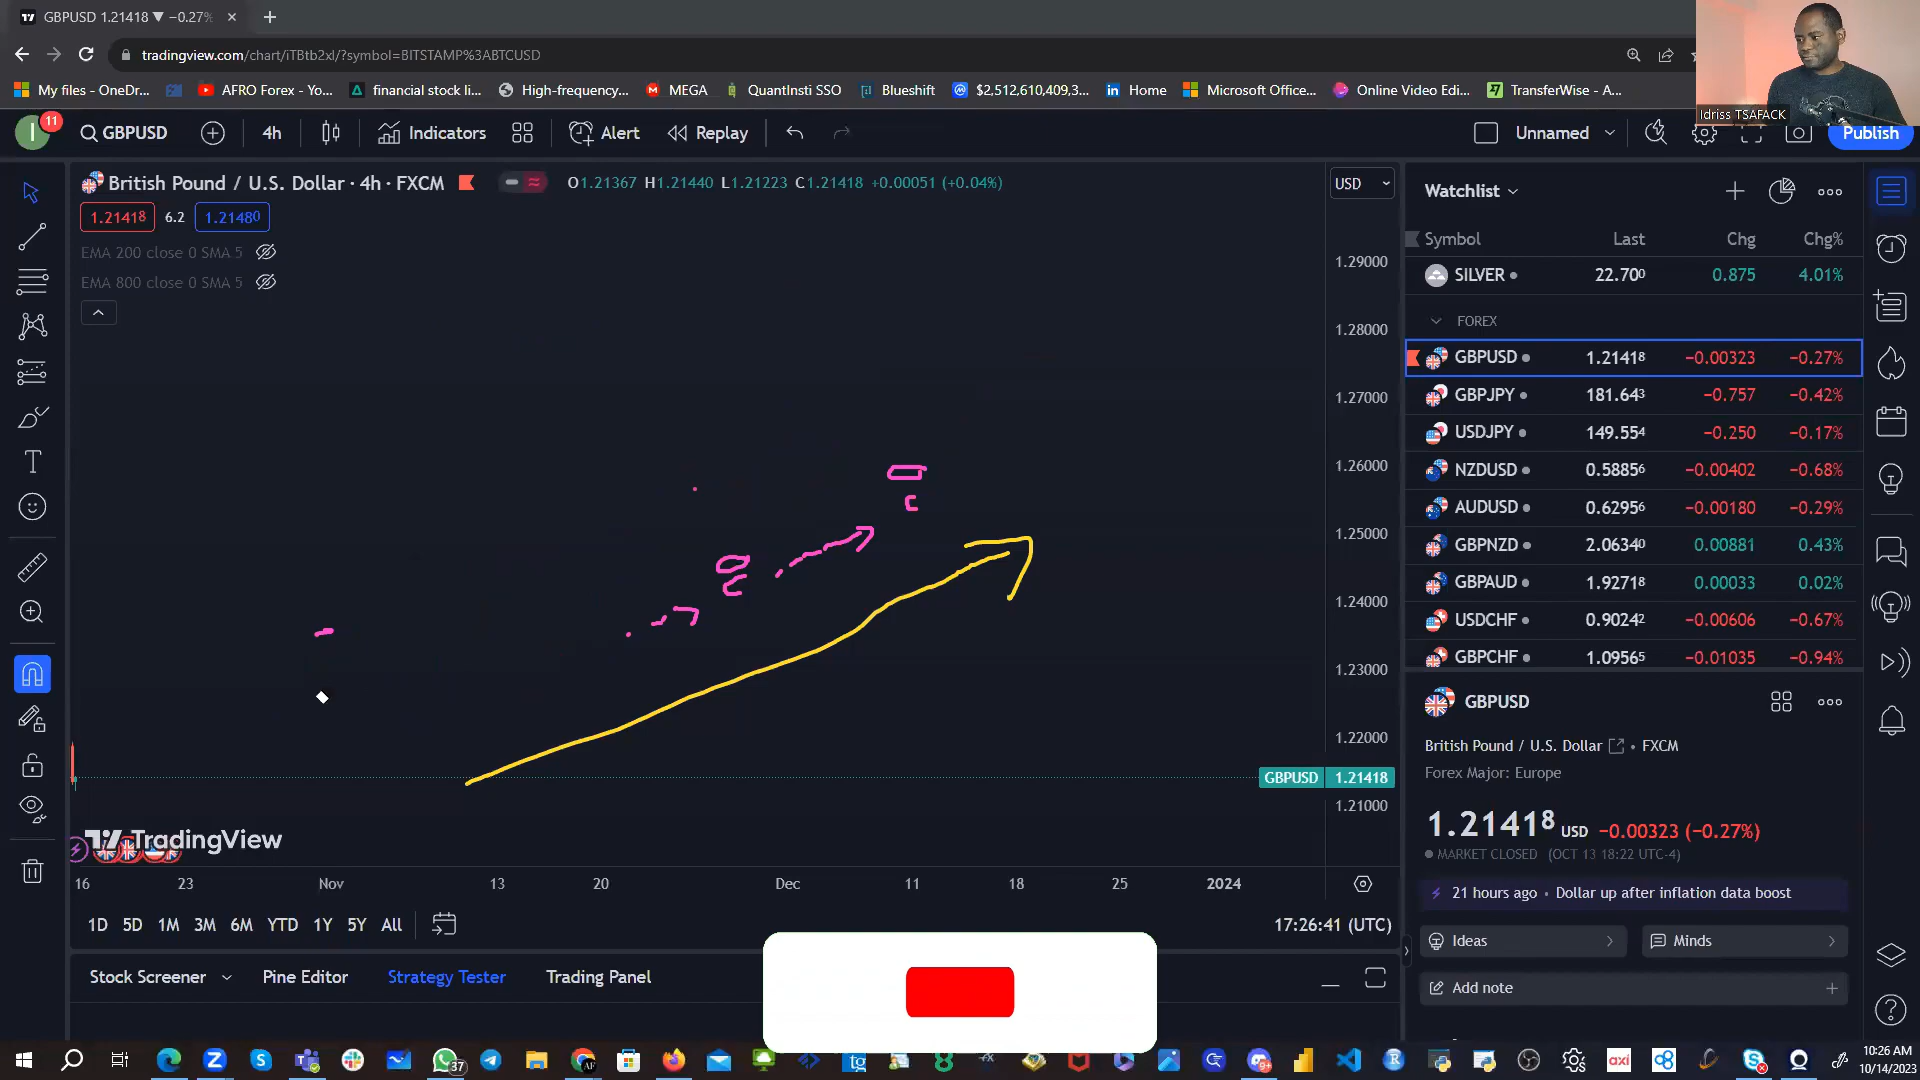 GBPUSD 1.21418 ▼ −0.27%
tradingview.com/chart/iTBtb2xl/?symbol=BITSTAMP%3ABTCUSD
My files - OneDr...
AFRO Forex - Yo...
financial stock li...
High-frequency...
MEGA
QuantInsti SSO
Blueshift
$2,512,610,409,3...
Home
Microsoft Office...
Online Video Edi...
TransferWise - A...
Idriss TSAFACK
I
11
GBPUSD
4h
Indicators
Alert
Replay
Unnamed
Publish
British Pound / U.S. Dollar · 4h · FXCM
O1.21367 H1.21440 L1.21223 C1.21418 +0.00051 (+0.04%)
USD
1.21418
6.2
1.21480
EMA 200 close 0 SMA 5
EMA 800 close 0 SMA 5
1.29000
1.28000
1.27000
1.26000
1.25000
1.24000
1.23000
1.22000
GBPUSD 1.21418
1.21000
TradingView
16 23 Nov 13 20 Dec 11 18 25 2024
1D 5D 1M 3M 6M YTD 1Y 5Y All
17:26:41 (UTC)
Stock Screener
Pine Editor
Strategy Tester
Trading Panel
Watchlist
Symbol Last Chg Chg%
SILVER 22.700 0.875 4.01%
FOREX
GBPUSD 1.21418 −0.00323 −0.27%
GBPJPY 181.643 −0.757 −0.42%
USDJPY 149.554 −0.250 −0.17%
NZDUSD 0.58856 −0.00402 −0.68%
AUDUSD 0.62956 −0.00180 −0.29%
GBPNZD 2.06340 0.00881 0.43%
GBPAUD 1.92718 0.00033 0.02%
USDCHF 0.90242 −0.00606 −0.67%
GBPCHF 1.09565 −0.01035 −0.94%
GBPUSD
British Pound / U.S. Dollar • FXCM
Forex Major: Europe
1.21418 USD −0.00323 (−0.27%)
MARKET CLOSED (OCT 13 18:22 UTC-4)
21 hours ago • Dollar up after inflation data boost
Ideas
Minds
Add note
37
tg
axi
10:26 AM
10/14/2023